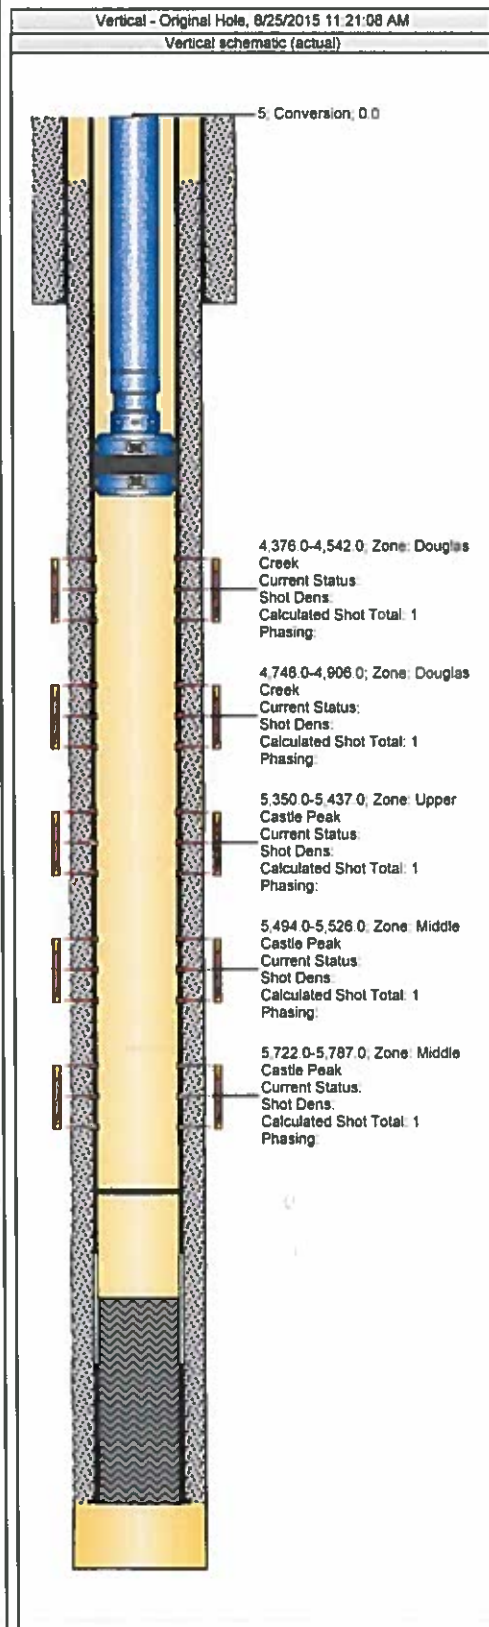 Vertical - Original Hole, 8/25/2015 11:21:08 AM
Vertical schematic (actual)
5; Conversion; 0.0
4,376.0-4,542.0; Zone: Douglas
Creek
Current Status:
Shot Dens:
Calculated Shot Total: 1
Phasing:
4,746.0-4,906.0; Zone: Douglas
Creek
Current Status:
Shot Dens:
Calculated Shot Total: 1
Phasing:
5,350.0-5,437.0; Zone: Upper
Castle Peak
Current Status:
Shot Dens:
Calculated Shot Total: 1
Phasing:
5,494.0-5,526.0; Zone: Middle
Castle Peak
Current Status:
Shot Dens:
Calculated Shot Total: 1
Phasing:
5,722.0-5,787.0; Zone: Middle
Castle Peak
Current Status:
Shot Dens:
Calculated Shot Total: 1
Phasing: